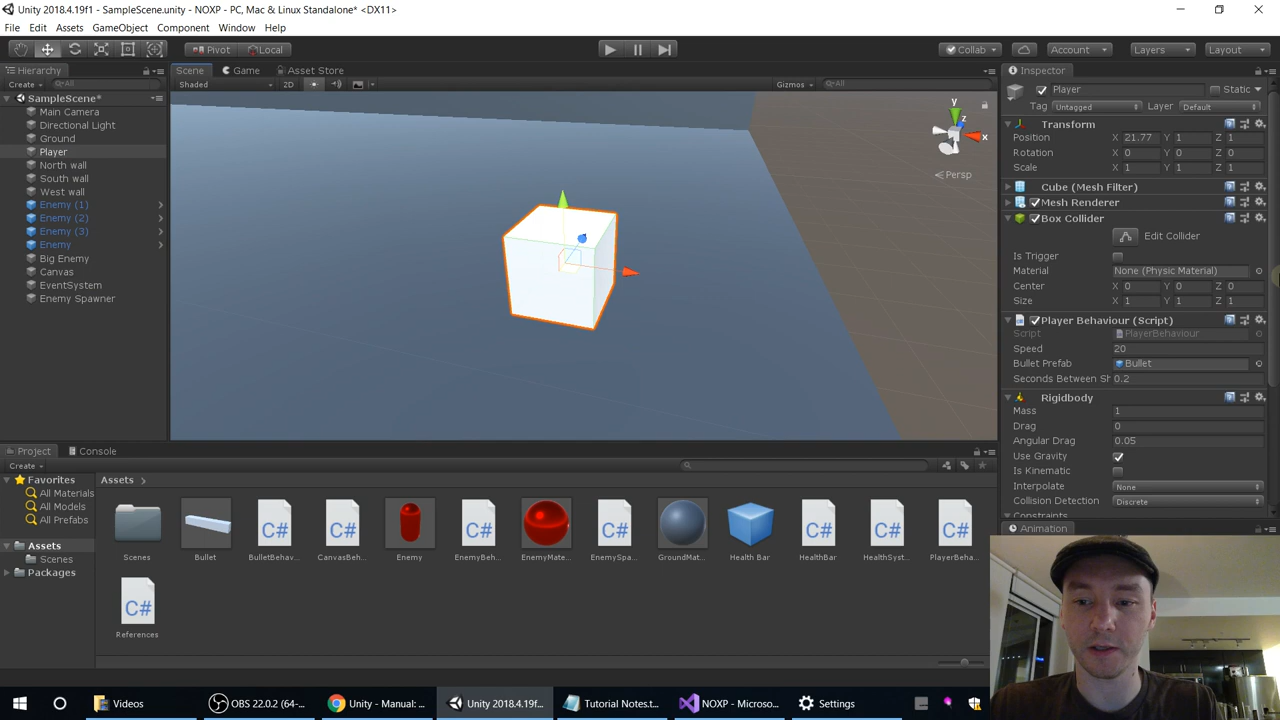 Unity 2018.4.19f1 - SampleScene.unity - NOXP - PC, Mac & Linux Standalone* <DX11>
File Edit Assets GameObject Component Window Help
Pivot Local Collab Account Layers Layout
Hierarchy Scene Game Asset Store Inspector
Create All Shaded 2D Gizmos All
SampleScene*
Main Camera
Directional Light
Ground
Player
North wall
South wall
West wall
Enemy (1)
Enemy (2)
Enemy (3)
Enemy
Big Enemy
Canvas
EventSystem
Enemy Spawner
y
z
x
Persp
Player Static
Tag Untagged Layer Default
Transform
Position X 21.77 Y 1 Z 1
Rotation X 0 Y 0 Z 0
Scale X 1 Y 1 Z 1
Cube (Mesh Filter)
Mesh Renderer
Box Collider
Edit Collider
Is Trigger
Material None (Physic Material)
Center X 0 Y 0 Z 0
Size X 1 Y 1 Z 1
Player Behaviour (Script)
Script PlayerBehaviour
Speed 20
Bullet Prefab Bullet
Seconds Between Sh 0.2
Rigidbody
Mass 1
Drag 0
Angular Drag 0.05
Use Gravity
Is Kinematic
Interpolate None
Collision Detection Discrete
Constraints
Animation
Project Console
Create
Favorites
All Materials
All Models
All Prefabs
Assets
Scenes
Packages
Assets
C# C# C# C# C# C# C#
Scenes Bullet BulletBehav... CanvasBeh... Enemy EnemyBeh... EnemyMate... EnemySpa... GroundMat... Health Bar HealthBar HealthSyst... PlayerBeha...
C#
References
Videos OBS 22.0.2 (64-... Unity - Manual: ... Unity 2018.4.19f... Tutorial Notes.t... NOXP - Microso... Settings